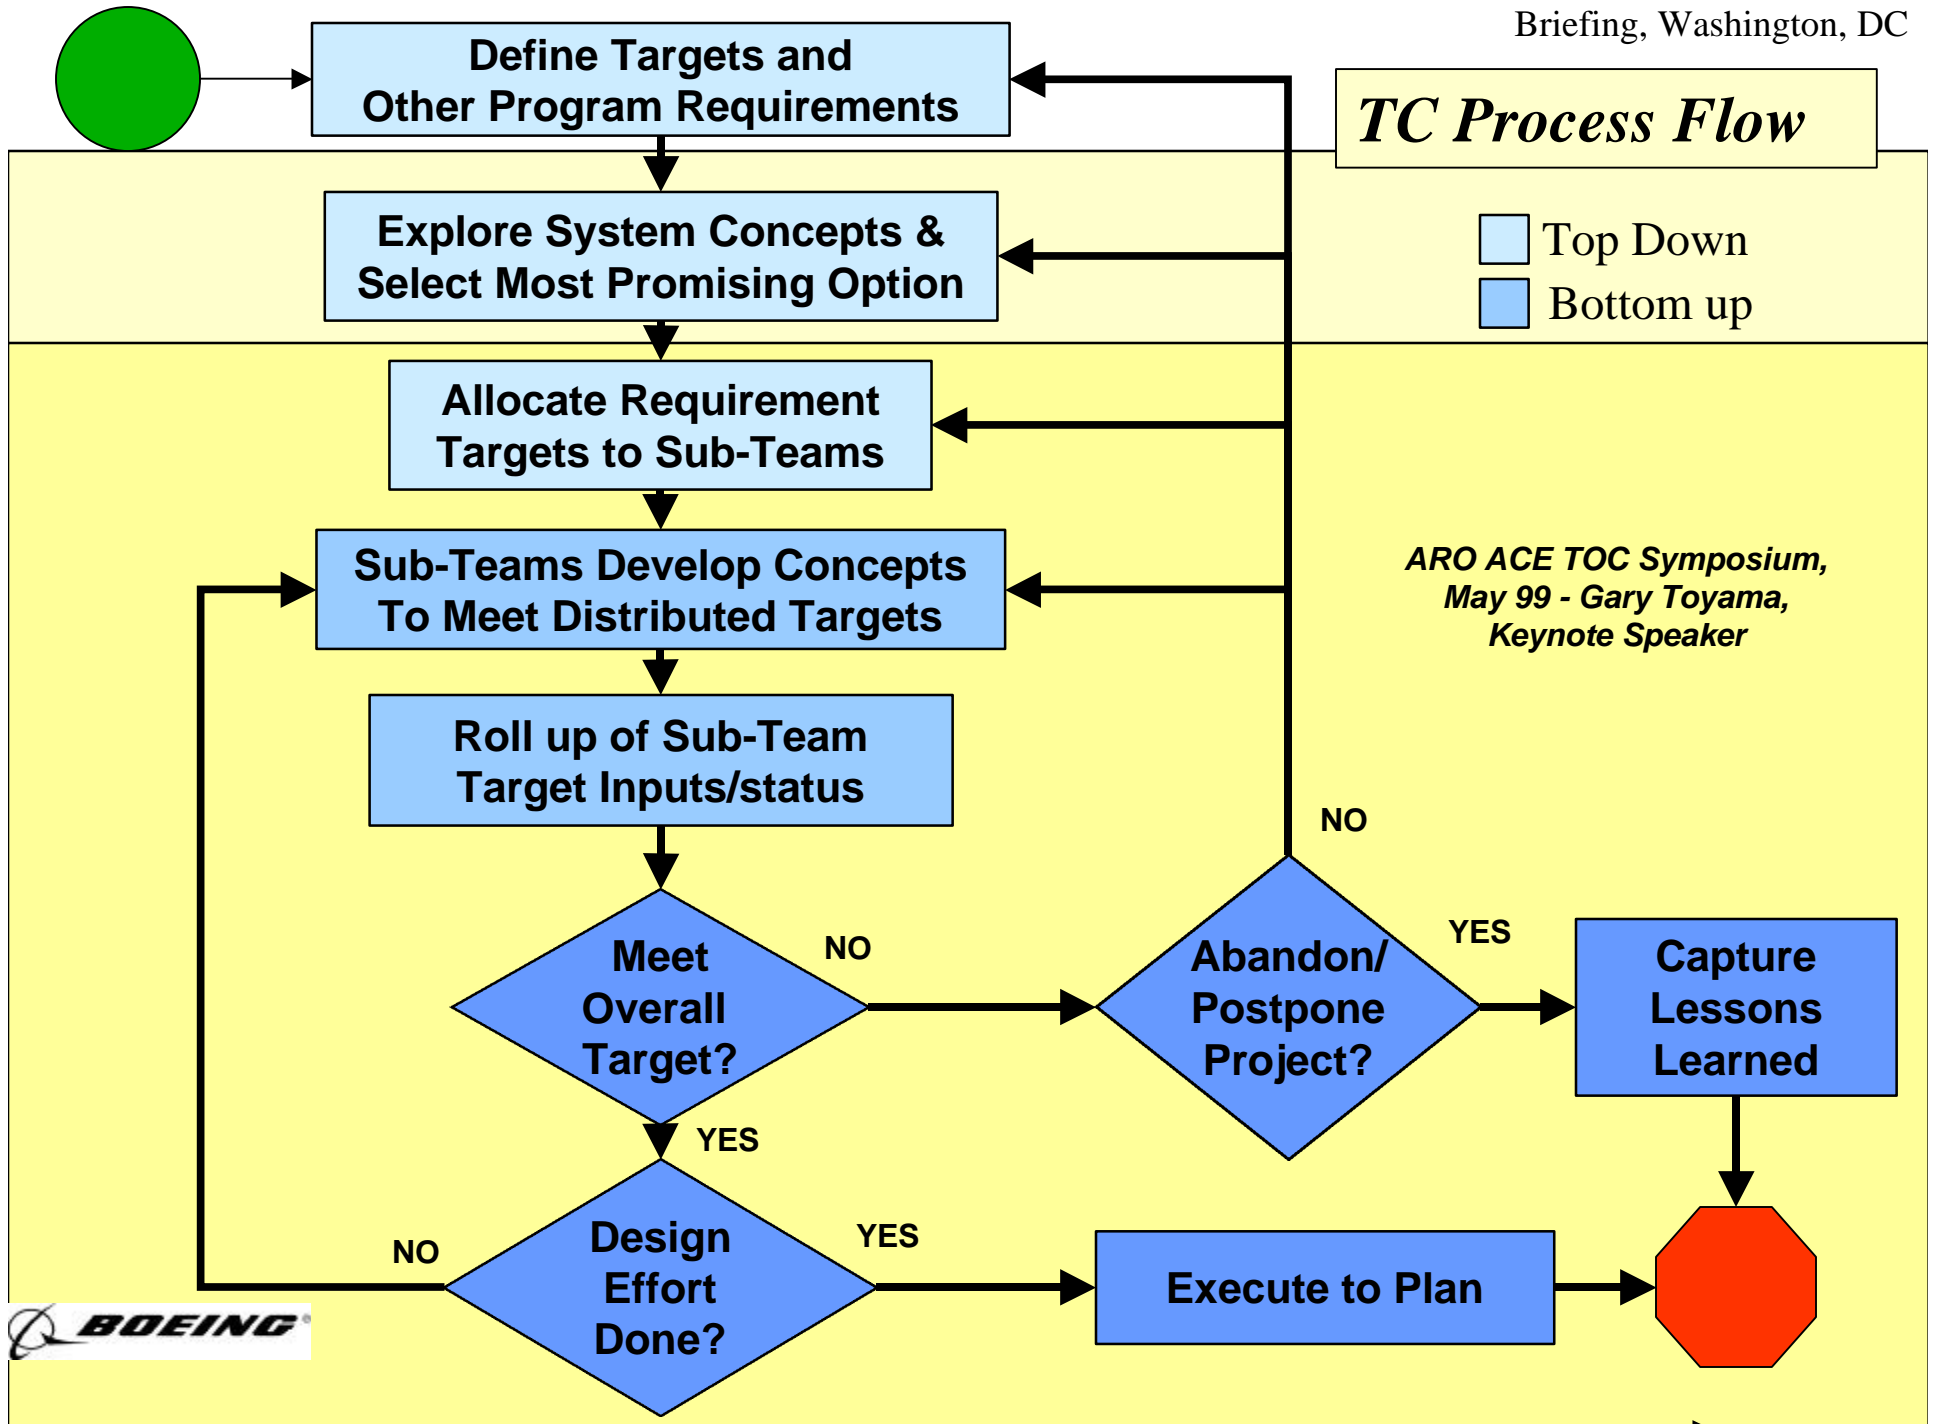 Briefing, Washington, DC
TC Process Flow
Define Targets and
Other Program Requirements
Top Down
Bottom up
Explore System Concepts &
Select Most Promising Option
Allocate Requirement
Targets to Sub-Teams
Sub-Teams Develop Concepts
To Meet Distributed Targets
ARO ACE TOC Symposium,
May 99 - Gary Toyama,
Keynote Speaker
Roll up of Sub-Team
Target Inputs/status
NO
Meet
Overall
Target?
NO
Abandon/
Postpone
Project?
YES
Capture
Lessons
Learned
YES
NO
Design
Effort
Done?
YES
Execute to Plan
BOEING®